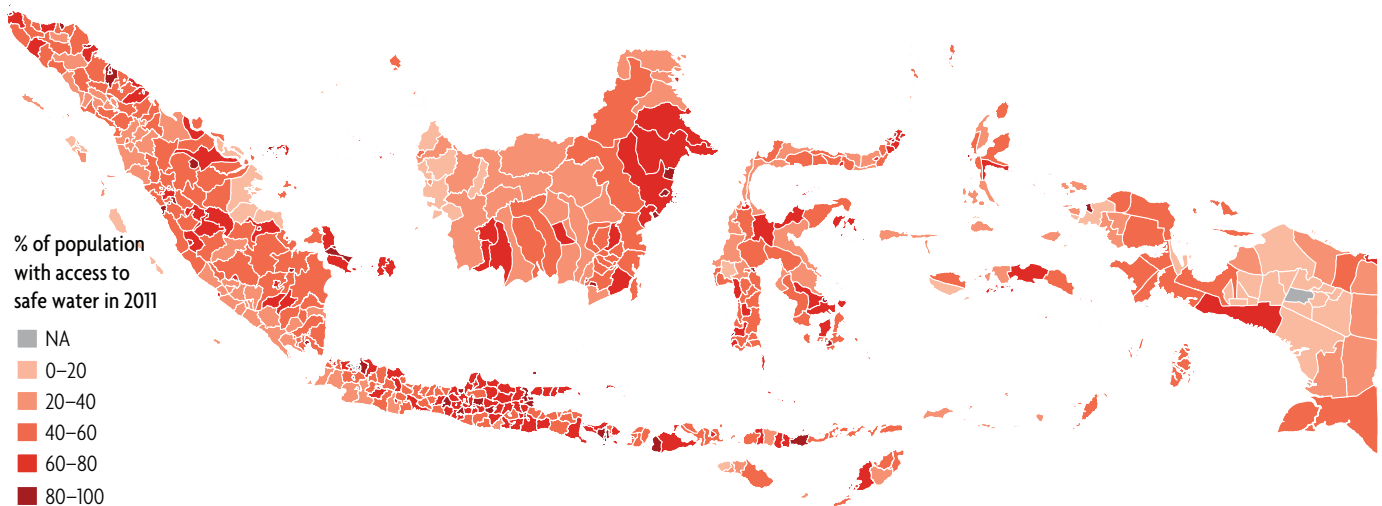 % of population
with access to
safe water in 2011
NA
0–20
20–40
40–60
60–80
80–100